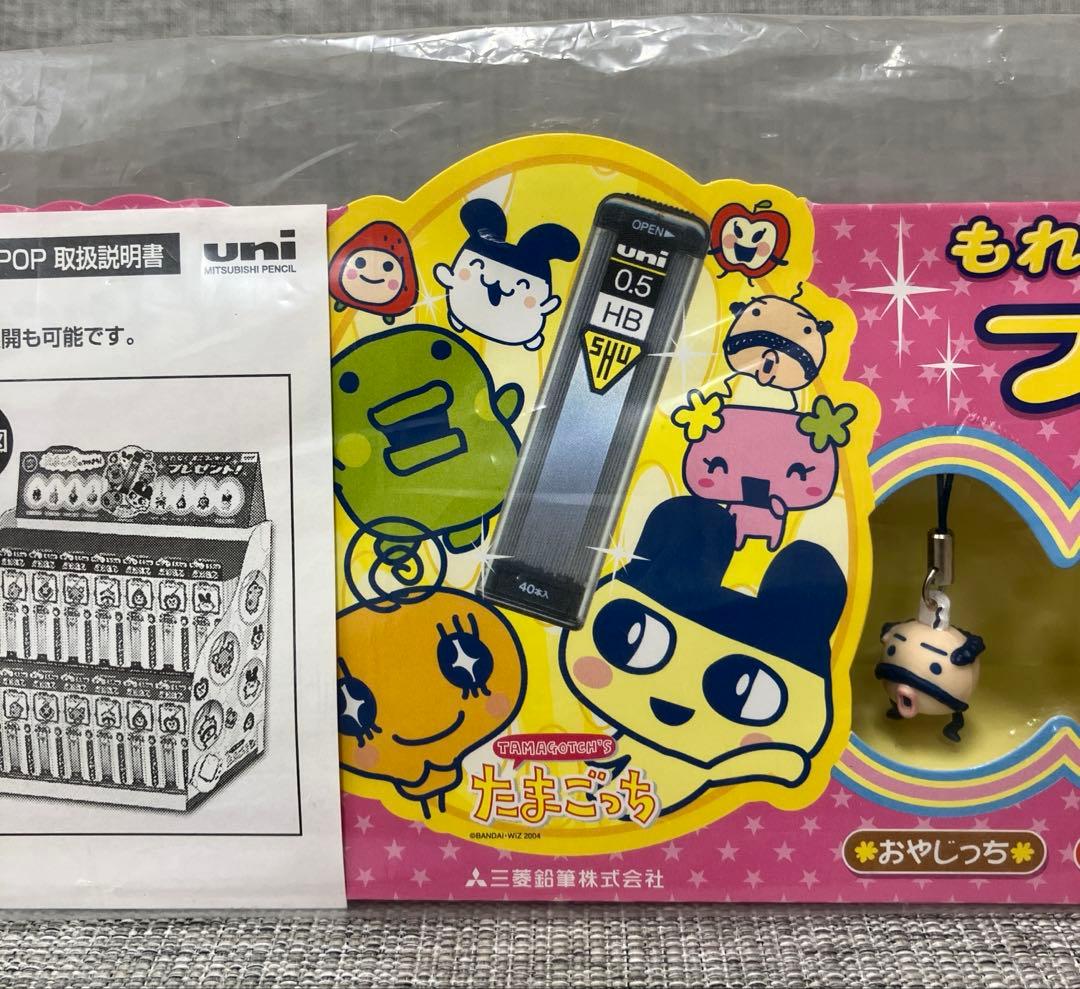 POP 取扱説明書
uni
MITSUBISHI PENCIL
開も可能です。
プレゼント!
OPEN▶
uni
0.5
HB
SHU
40本入
TAMAGOTCH'S
たまごっち
©BANDAI・WiZ 2004
三菱鉛筆株式会社
もれ
おやじっち